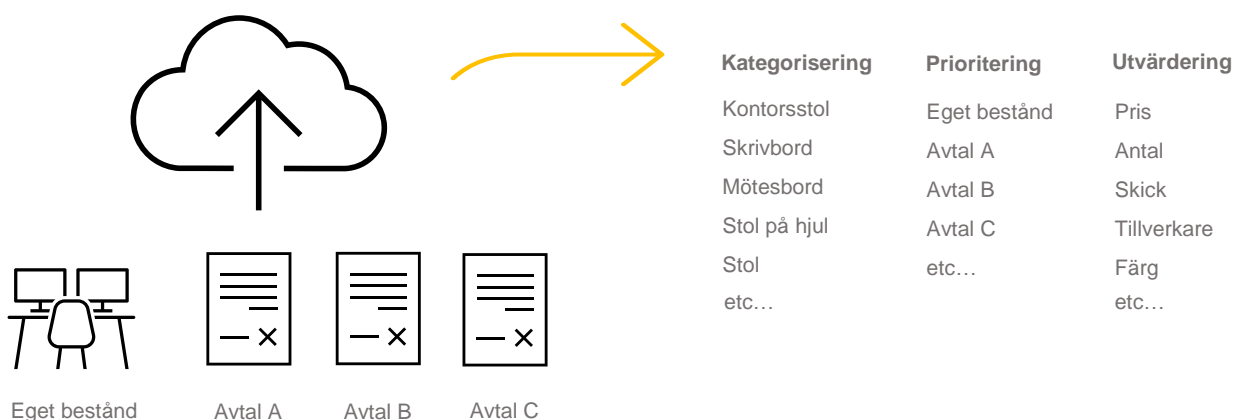 Kategorisering
Kontorsstol
Skrivbord
Mötesbord
Stol på hjul
Stol
etc…
Prioritering
Eget bestånd
Avtal A
Avtal B
Avtal C
etc…
Utvärdering
Pris
Antal
Skick
Tillverkare
Färg
etc…
Eget bestånd
Avtal A
Avtal B
Avtal C